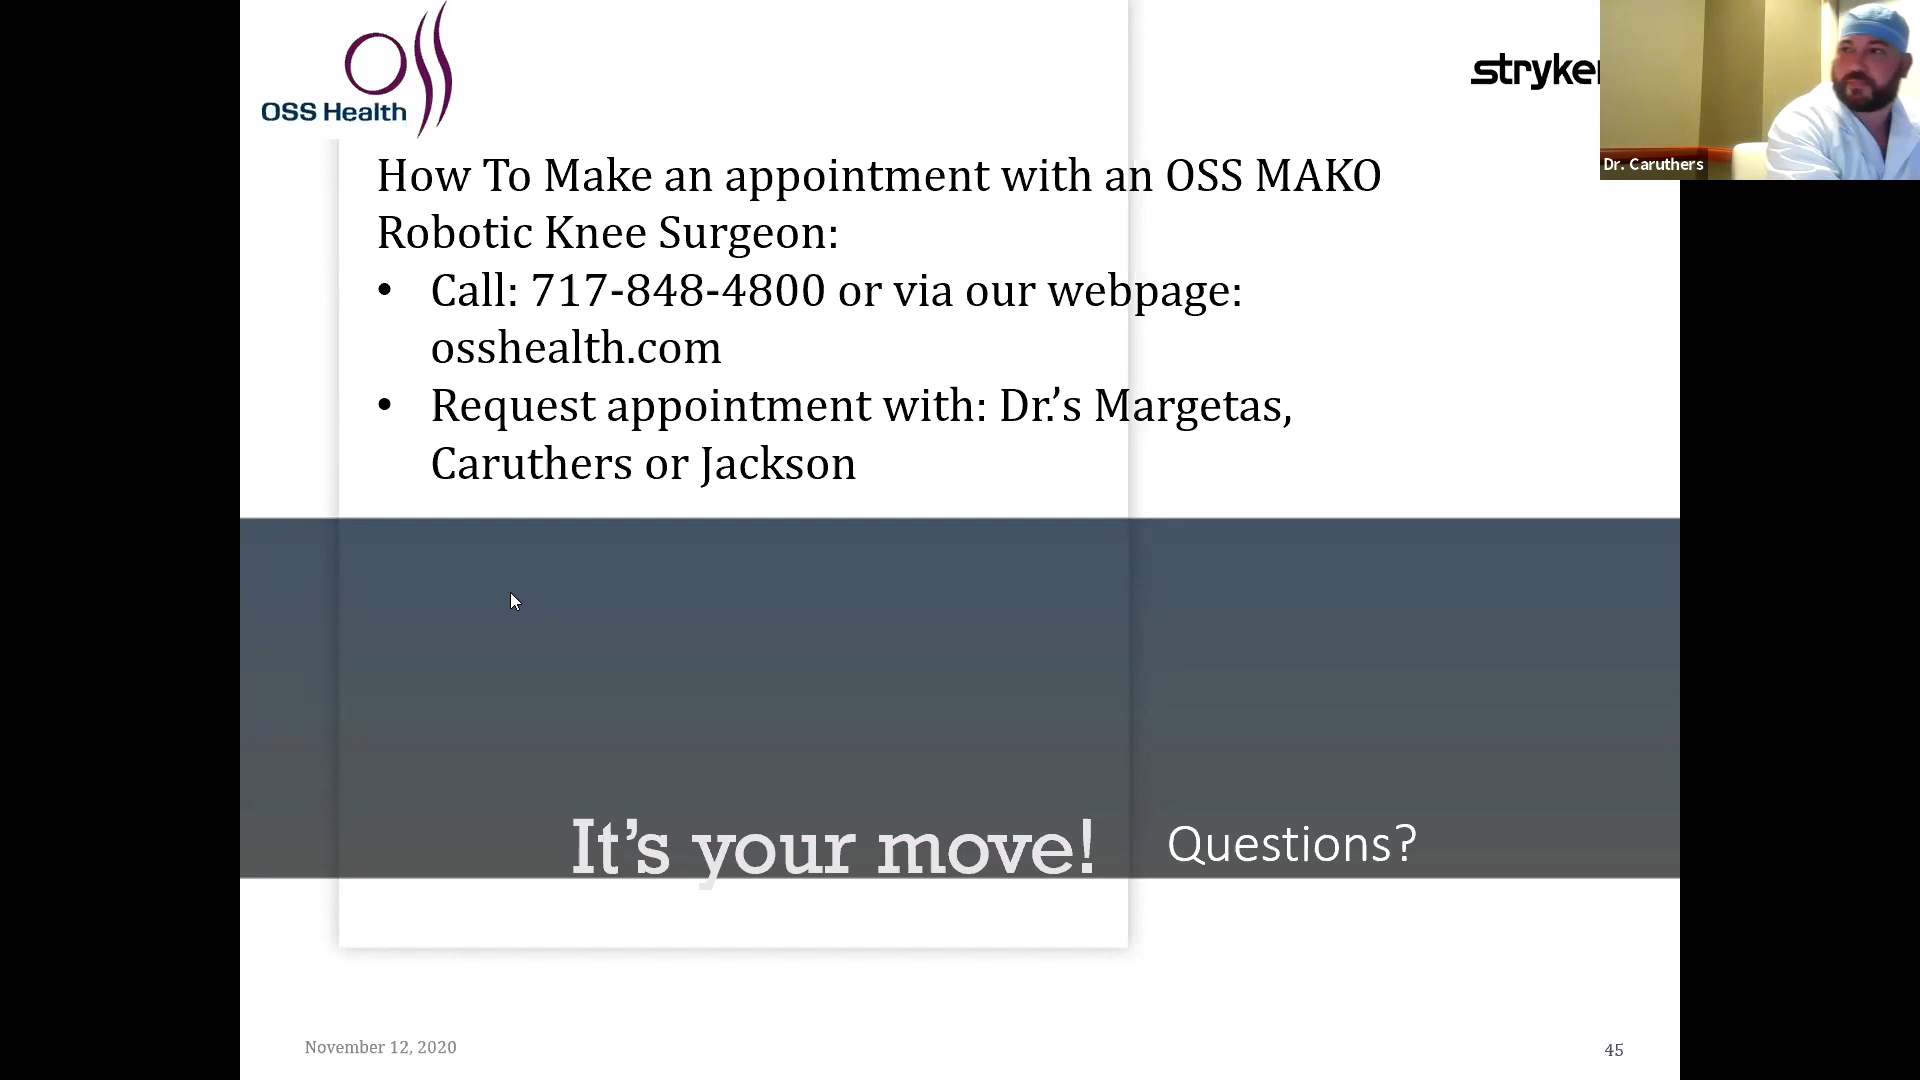 OSS Health
stryker
Dr. Caruthers
How To Make an appointment with an OSS MAKO
Robotic Knee Surgeon:
• Call: 717-848-4800 or via our webpage:
osshealth.com
• Request appointment with: Dr.'s Margetas,
Caruthers or Jackson
It's your move!
Questions?
November 12, 2020
45